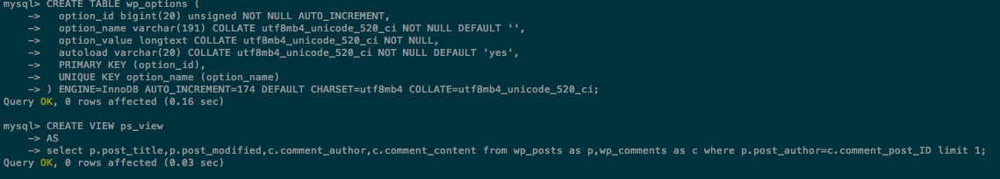 mysql> CREATE TABLE wp_options (
    ->   option_id bigint(20) unsigned NOT NULL AUTO_INCREMENT,
    ->   option_name varchar(191) COLLATE utf8mb4_unicode_520_ci NOT NULL DEFAULT '',
    ->   option_value longtext COLLATE utf8mb4_unicode_520_ci NOT NULL,
    ->   autoload varchar(20) COLLATE utf8mb4_unicode_520_ci NOT NULL DEFAULT 'yes',
    ->   PRIMARY KEY (option_id),
    ->   UNIQUE KEY option_name (option_name)
    -> ) ENGINE=InnoDB AUTO_INCREMENT=174 DEFAULT CHARSET=utf8mb4 COLLATE=utf8mb4_unicode_520_ci;
Query OK, 0 rows affected (0.16 sec)

mysql> CREATE VIEW ps_view
    -> AS
    -> select p.post_title,p.post_modified,c.comment_author,c.comment_content from wp_posts as p,wp_comments as c where p.post_author=c.comment_post_ID limit 1;
Query OK, 0 rows affected (0.03 sec)